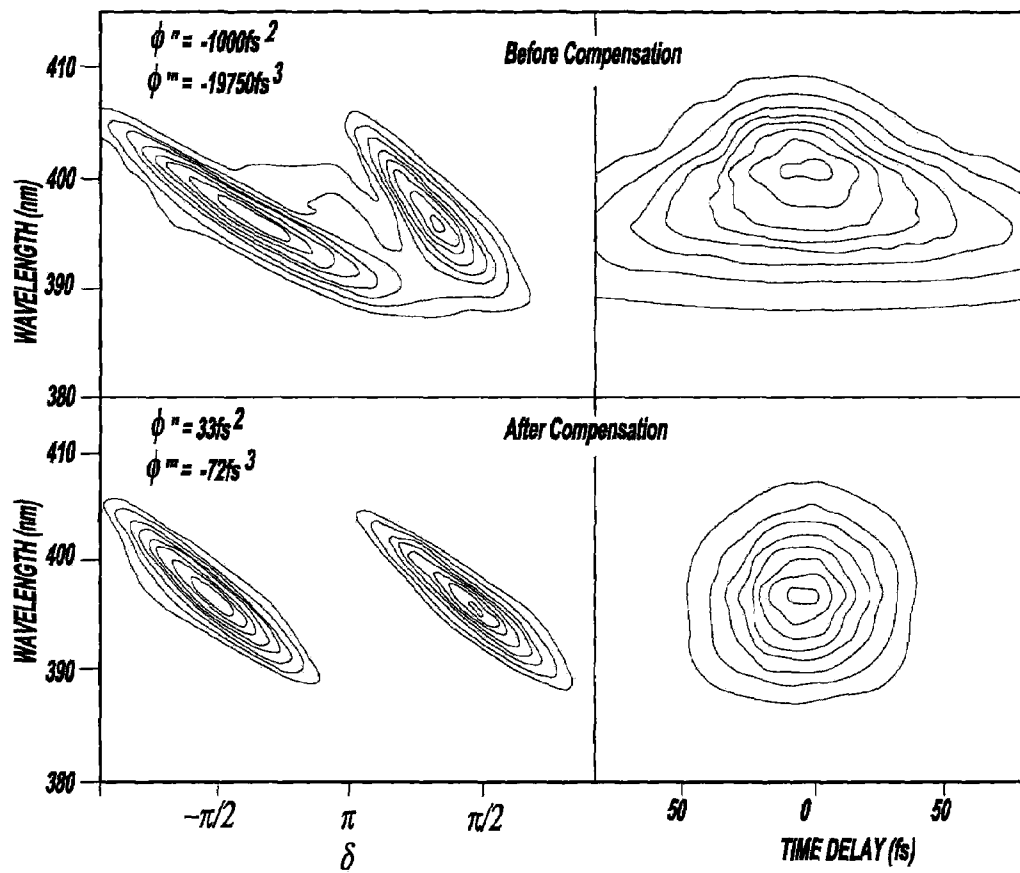 ϕ" = -1000fs²
ϕ''' = -19750fs³
Before Compensation
410
400
390
380
WAVELENGTH (nm)
ϕ" = 33fs²
ϕ''' = -72fs³
After Compensation
410
400
390
380
WAVELENGTH (nm)
~π/2
π
π/2
δ
50
0
50
TIME DELAY (fs)